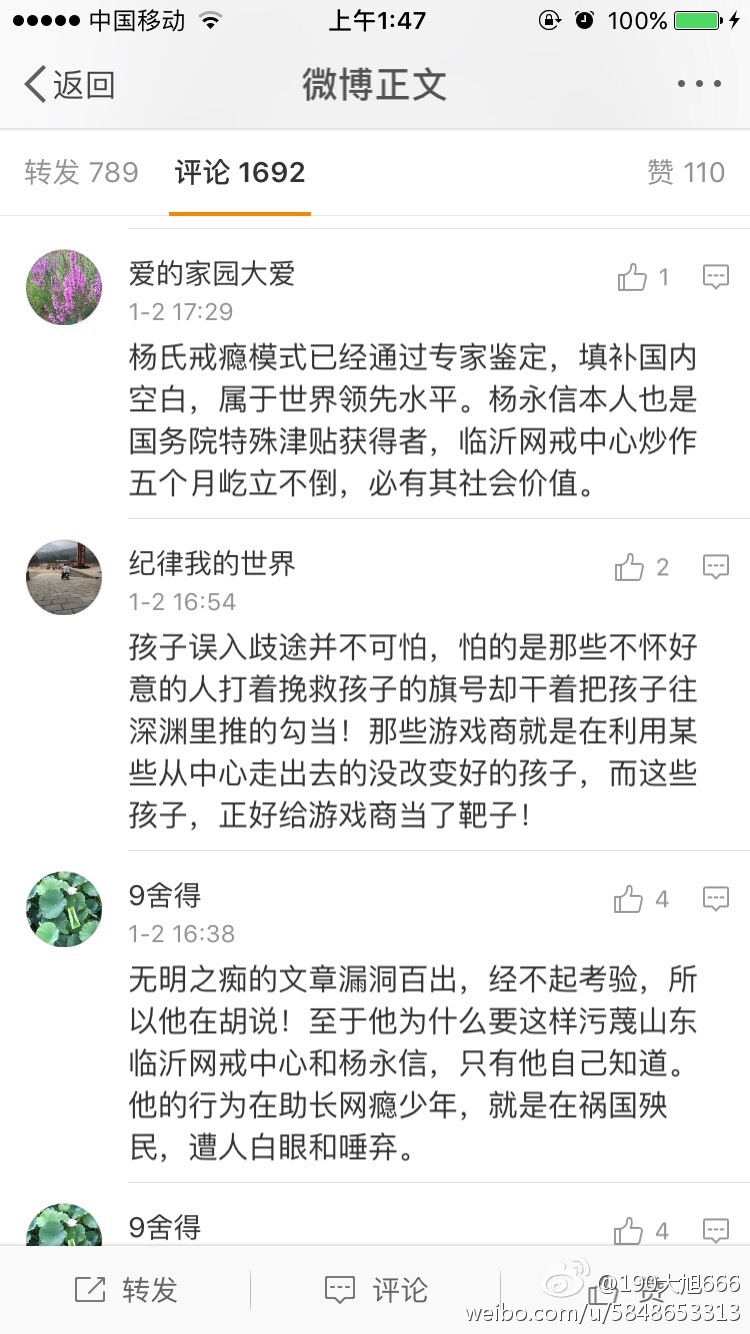 中国移动 上午1:47 100%
返回 微博正文
转发 789 评论 1692 赞 110
爱的家园大爱 1
1-2 17:29
杨氏戒瘾模式已经通过专家鉴定，填补国内
空白，属于世界领先水平。杨永信本人也是
国务院特殊津贴获得者，临沂网戒中心炒作
五个月屹立不倒，必有其社会价值。
纪律我的世界 2
1-2 16:54
孩子误入歧途并不可怕，怕的是那些不怀好
意的人打着挽救孩子的旗号却干着把孩子往
深渊里推的勾当！那些游戏商就是在利用某
些从中心走出去的没改变好的孩子，而这些
孩子，正好给游戏商当了靶子！
9舍得 4
1-2 16:38
无明之痴的文章漏洞百出，经不起考验，所
以他在胡说！至于他为什么要这样污蔑山东
临沂网戒中心和杨永信，只有他自己知道。
他的行为在助长网瘾少年，就是在祸国殃
民，遭人白眼和唾弃。
9舍得 4
转发 评论 赞
@190大旭666
weibo.com/u/5848653313